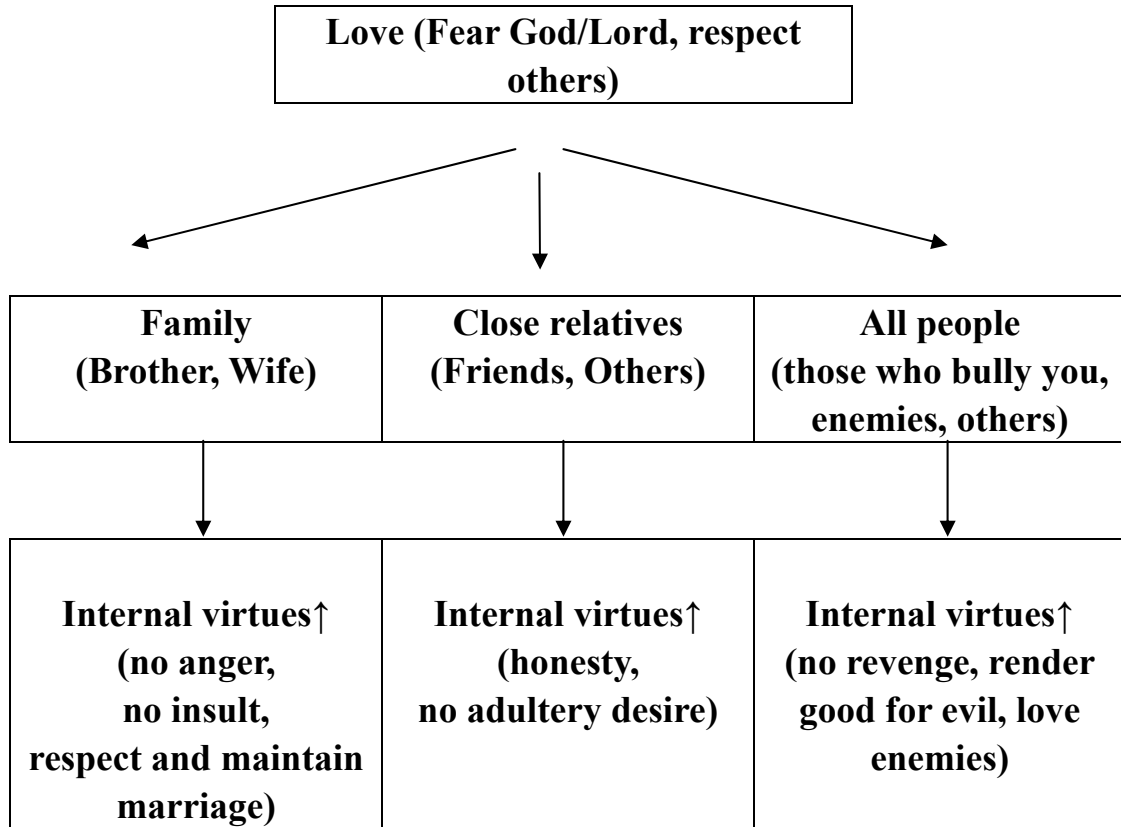 Love (Fear God/Lord, respect
others)
Family
(Brother, Wife)
Close relatives
(Friends, Others)
All people
(those who bully you,
enemies, others)
Internal virtues↑
(no anger,
no insult,
respect and maintain
marriage)
Internal virtues↑
(honesty,
no adultery desire)
Internal virtues↑
(no revenge, render
good for evil, love
enemies)